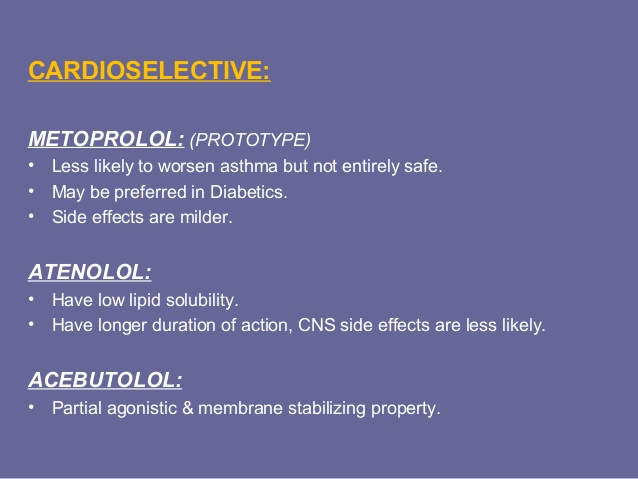 CARDIOSELECTIVE:
METOPROLOL: (PROTOTYPE)
• Less likely to worsen asthma but not entirely safe.
• May be preferred in Diabetics.
• Side effects are milder.
ATENOLOL:
• Have low lipid solubility.
• Have longer duration of action, CNS side effects are less likely.
ACEBUTOLOL:
• Partial agonistic & membrane stabilizing property.